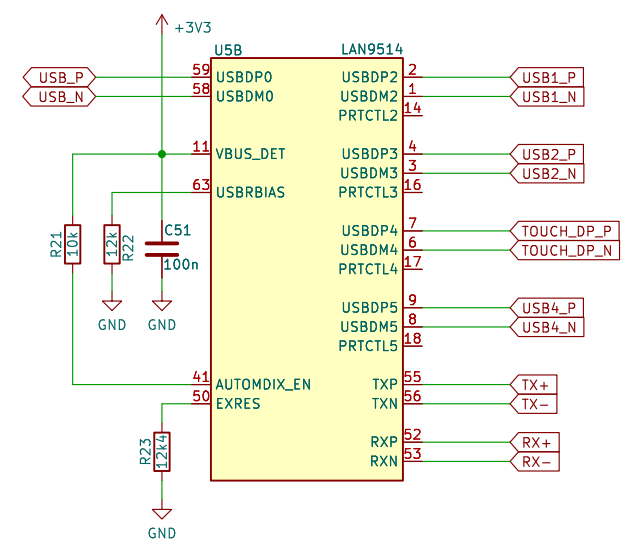 +3V3
U5B LAN9514
USB_P 59 USBDP0 USBDP2 2 USB1_P
USB_N 58 USBDM0 USBDM2 1 USB1_N
PRTCTL2 14
11 VBUS_DET USBDP3 4 USB2_P
USBDM3 3 USB2_N
63 USBRBIAS PRTCTL3 16
R21 10k 12k R22 C51 100n
USBDP4 7 TOUCH_DP_P
USBDM4 6 TOUCH_DP_N
PRTCTL4 17
GND GND
USBDP5 9 USB4_P
USBDM5 8 USB4_N
PRTCTL5 18
41 AUTOMDIX_EN TXP 55 TX+
50 EXRES TXN 56 TX-
R23 12k4
RXP 52 RX+
RXN 53 RX-
GND